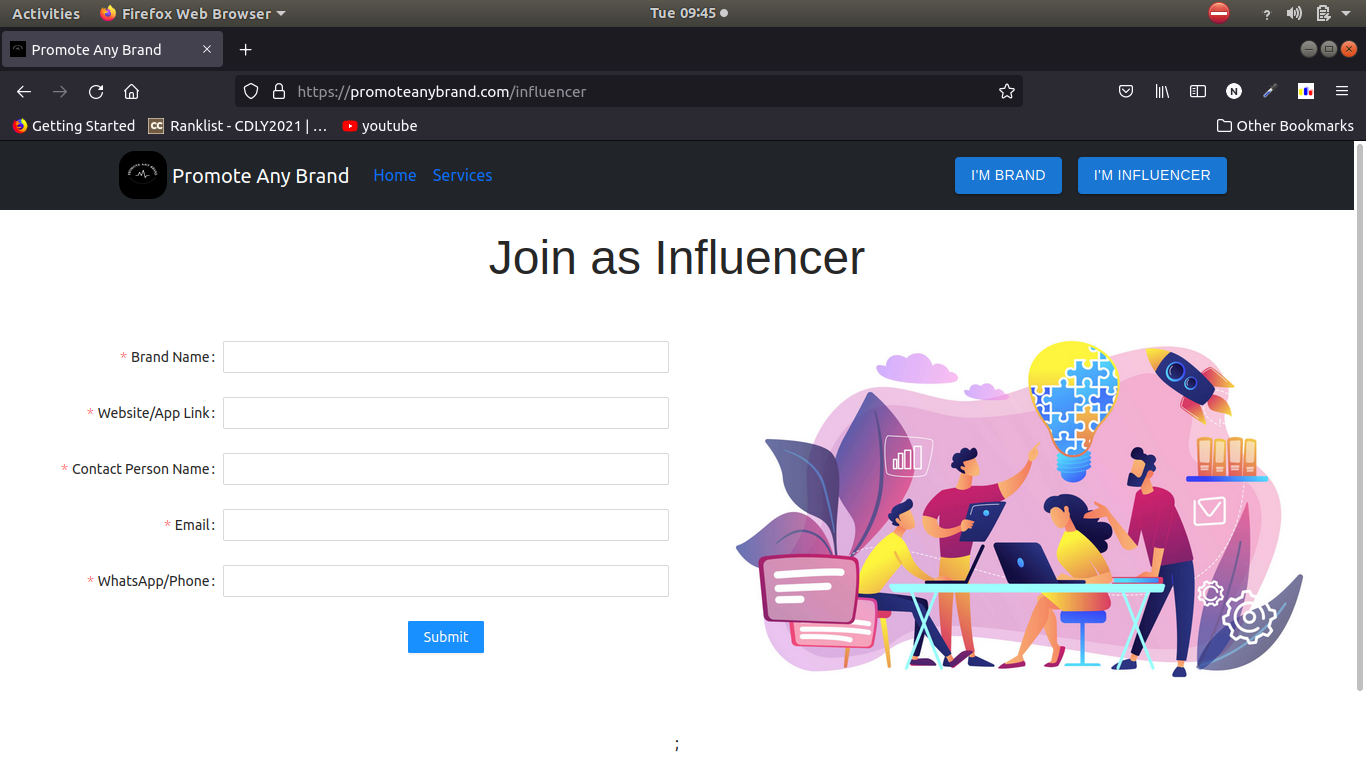 Activities Firefox Web Browser Tue 09:45
Promote Any Brand
https://promoteanybrand.com/influencer
N
Getting Started CC Ranklist - CDLY2021 | … youtube Other Bookmarks
Promote Any Brand Home Services I'M BRAND I'M INFLUENCER
Join as Influencer
* Brand Name:
* Website/App Link:
* Contact Person Name:
* Email:
* WhatsApp/Phone:
Submit
;